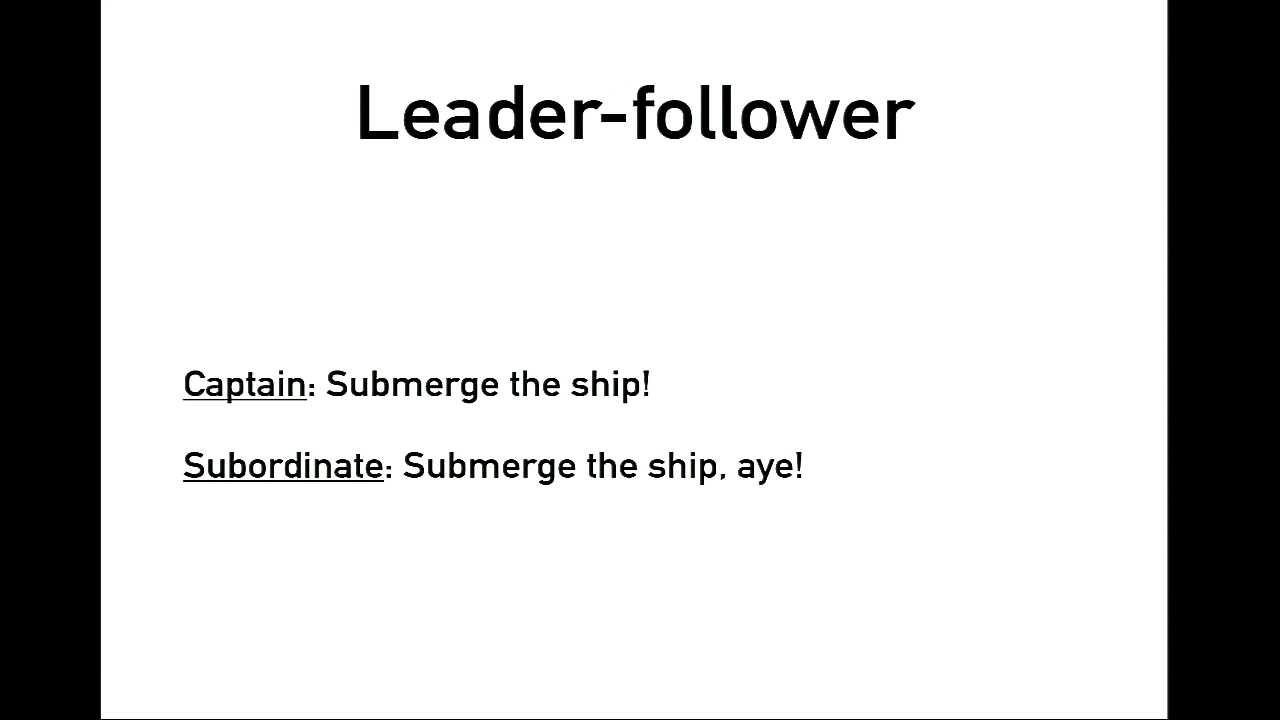 Leader-follower
Captain: Submerge the ship!
Subordinate: Submerge the ship, aye!